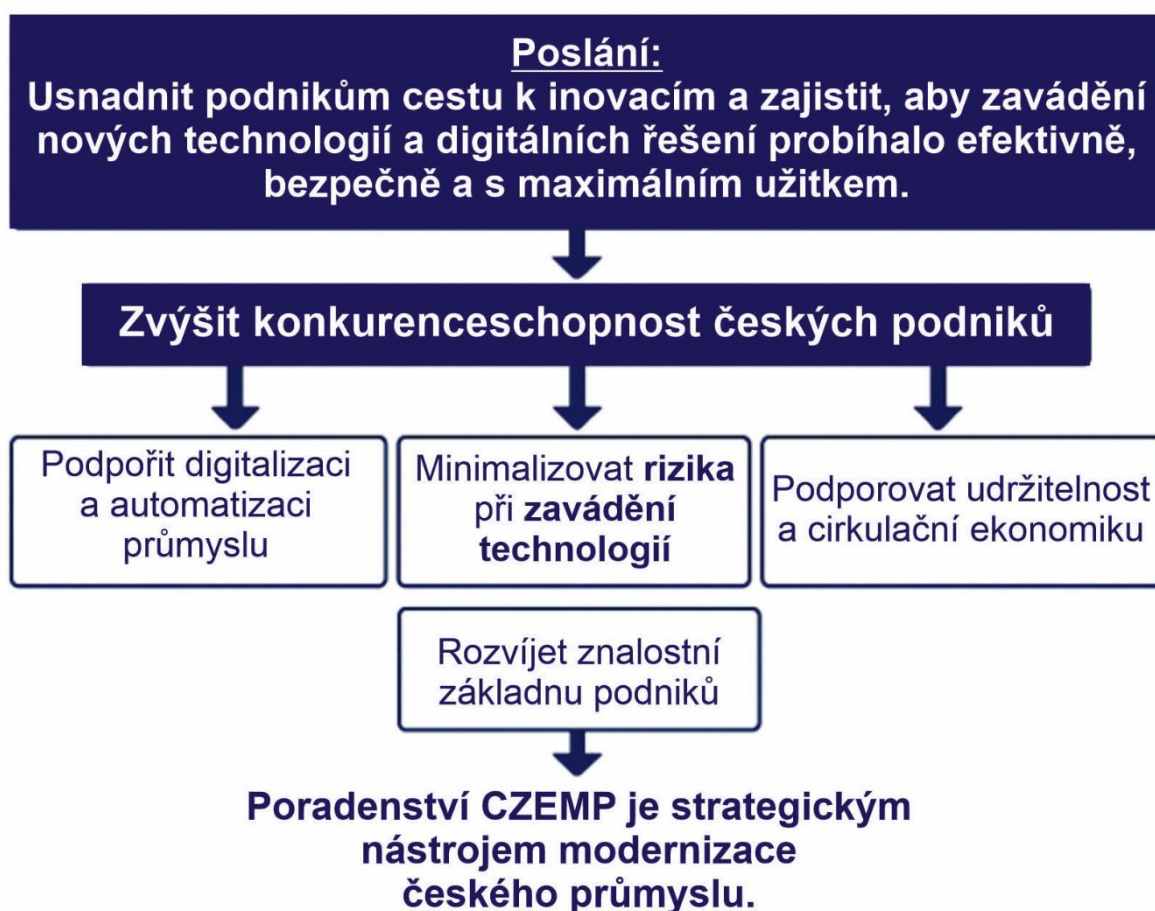 Poslání:
Usnadnit podnikům cestu k inovacím a zajistit, aby zavádění
nových technologií a digitálních řešení probíhalo efektivně,
bezpečně a s maximálním užitkem.
Zvýšit konkurenceschopnost českých podniků
Podpořit digitalizaci
a automatizaci
průmyslu
Minimalizovat rizika
při zavádění
technologií
Podporovat udržitelnost
a cirkulační ekonomiku
Rozvíjet znalostní
základnu podniků
Poradenství CZEMP je strategickým
nástrojem modernizace
českého průmyslu.